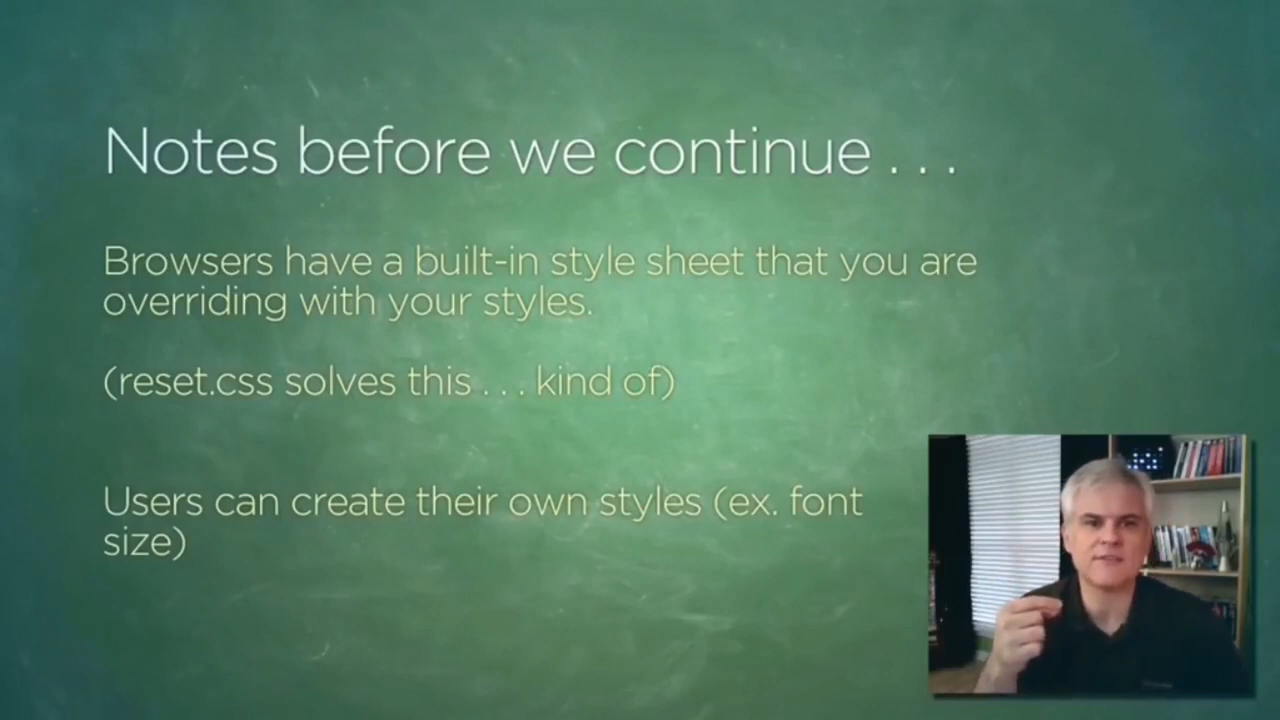 Notes before we continue . . .
Browsers have a built-in style sheet that you are
overriding with your styles.
(reset.css solves this . . . kind of)
Users can create their own styles (ex. font
size)